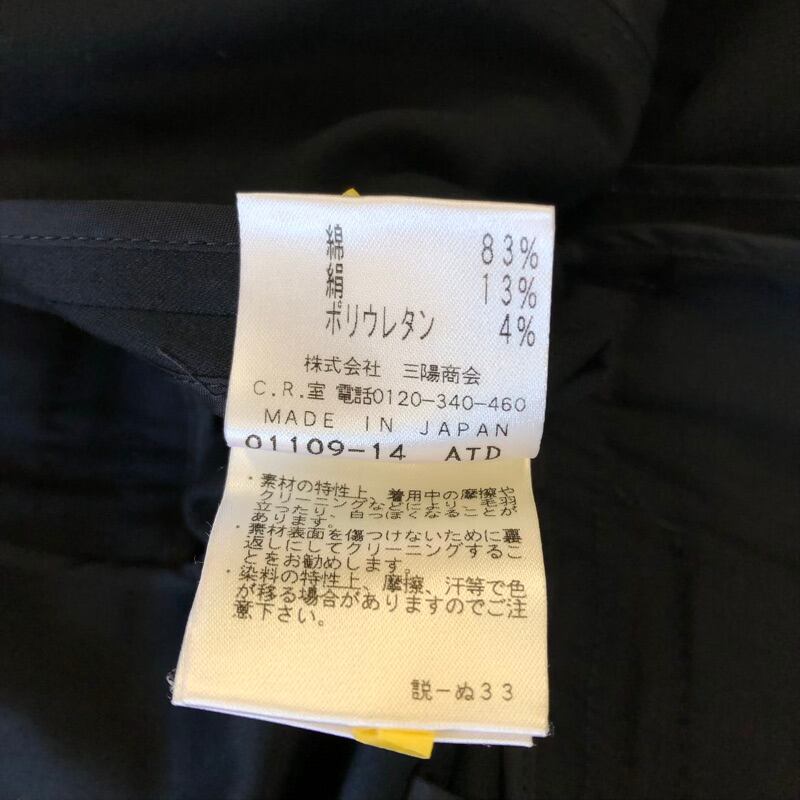 綿 83%
絹 13%
ポリウレタン 4%
株式会社 三陽商会
C.R.室 電話0120-340-460
MADE IN JAPAN
01109-14 ATD
・素材の特性上、着用中の摩擦や
クリーニングなどにより毛羽
立ったり、白っぽくなることが
あります。
・素材表面を傷つけないために裏
返しにしてクリーニングするこ
とをお勧めします。
・染料の特性上、摩擦、汗等で色
が移る場合がありますのでご注
意下さい。
説-ぬ33